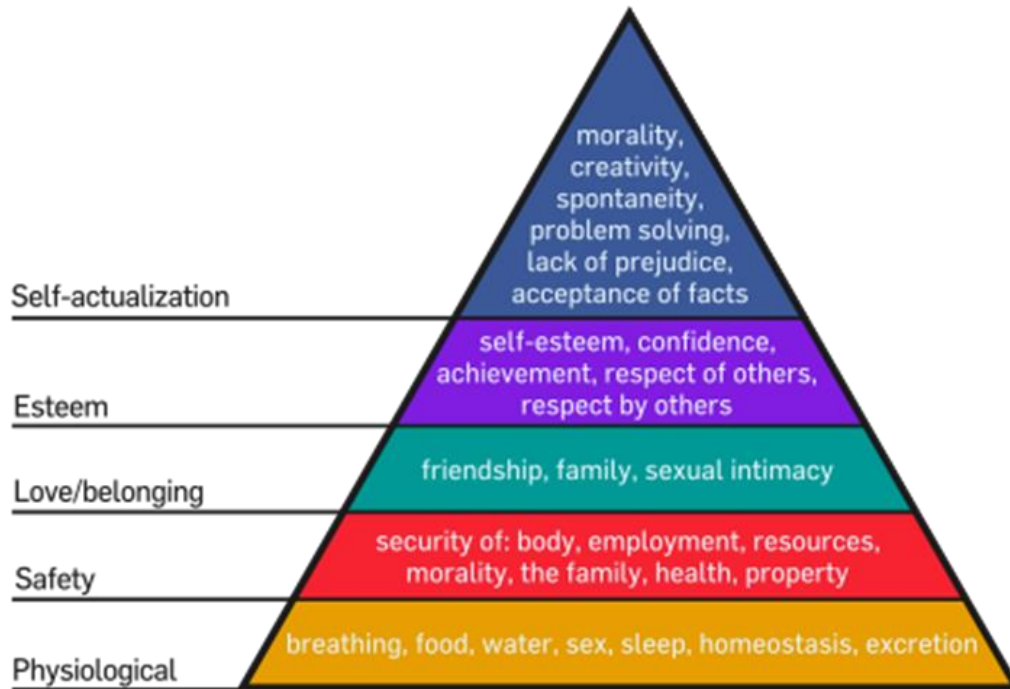 morality,
creativity,
spontaneity,
problem solving,
lack of prejudice,
acceptance of facts
Self-actualization
self-esteem, confidence,
achievement, respect of others,
respect by others
Esteem
friendship, family, sexual intimacy
Love/belonging
security of: body, employment, resources,
morality, the family, health, property
Safety
breathing, food, water, sex, sleep, homeostasis, excretion
Physiological